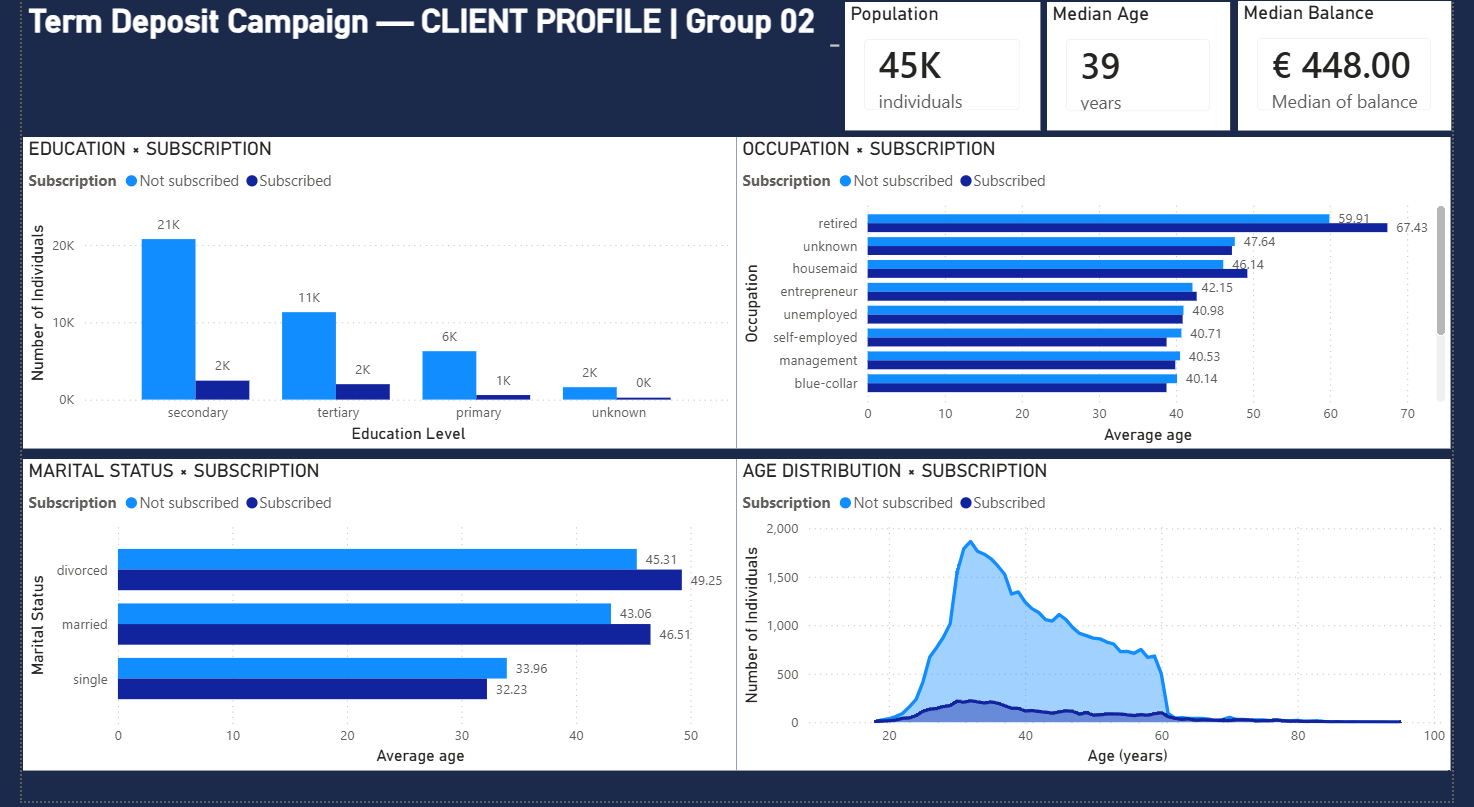 Term Deposit Campaign — CLIENT PROFILE | Group 02
Population
45K
individuals
Median Age
39
years
Median Balance
€ 448.00
Median of balance
EDUCATION × SUBSCRIPTION
Subscription Not subscribed Subscribed
Number of Individuals
20K
10K
0K
21K
2K
11K
2K
6K
1K
2K
0K
secondary
tertiary
primary
unknown
Education Level
OCCUPATION × SUBSCRIPTION
Subscription Not subscribed Subscribed
Occupation
retired 59.91
67.43
unknown 47.64
housemaid 46.14
entrepreneur 42.15
unemployed 40.98
self-employed 40.71
management 40.53
blue-collar 40.14
0 10 20 30 40 50 60 70
Average age
MARITAL STATUS × SUBSCRIPTION
Subscription Not subscribed Subscribed
Marital Status
divorced 45.31
49.25
married 43.06
46.51
single 33.96
32.23
0 10 20 30 40 50
Average age
AGE DISTRIBUTION × SUBSCRIPTION
Subscription Not subscribed Subscribed
Number of Individuals
2,000
1,500
1,000
500
0
20 40 60 80 100
Age (years)